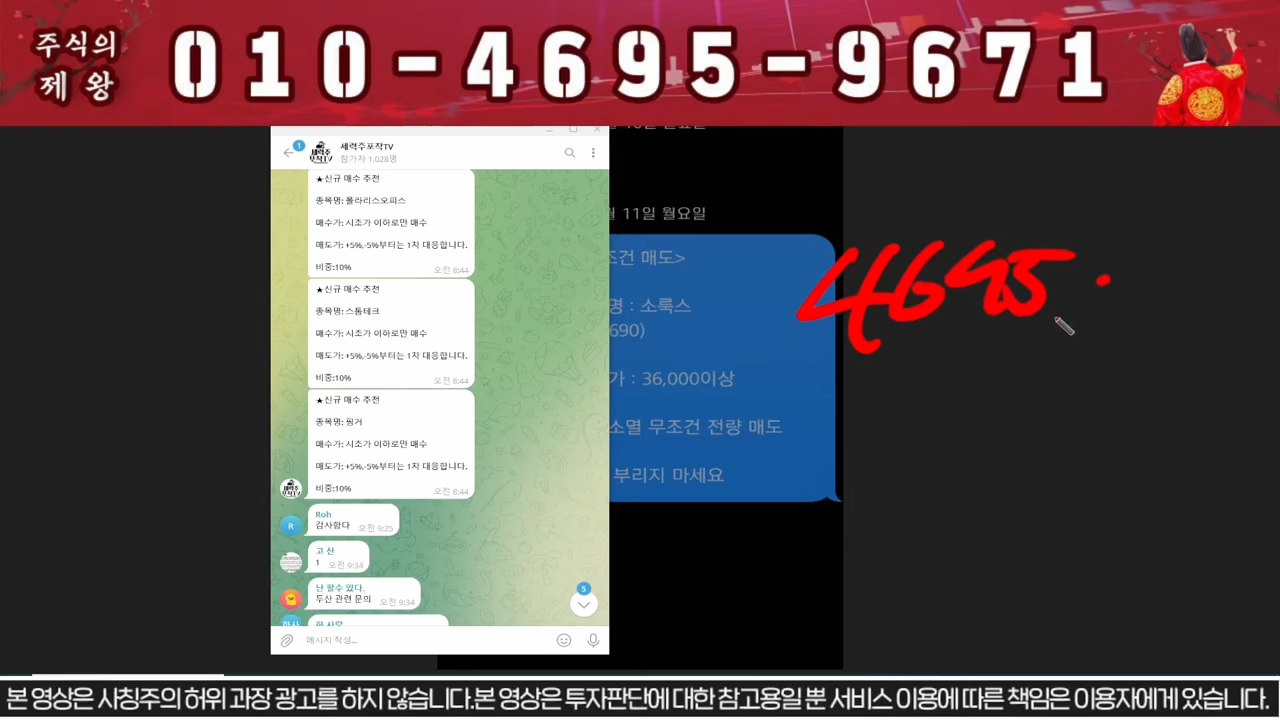 주식의
제왕
010-4695-9671
세력주포착TV
참가자 1,028명
★신규 매수 추천
종목명: 폴라리스오피스
매수가: 시초가 이하로만 매수
매도가: +5%,-5%부터는 1차 대응합니다.
비중:10%
오전 8:44
★신규 매수 추천
종목명: 스톰테크
매수가: 시초가 이하로만 매수
매도가: +5%,-5%부터는 1차 대응합니다.
비중:10%
오전 8:44
★신규 매수 추천
종목명: 핑거
매수가: 시초가 이하로만 매수
매도가: +5%,-5%부터는 1차 대응합니다.
비중:10%
오전 8:44
Roh
감사함다 오전 9:25
고 산
1 오전 9:34
난 할수 있다.
두산 관련 문의 오전 9:34
메시지 작성...
1
5
R
11일 월요일
조건 매도>
명 : 소룩스
690)
가 : 36,000이상
소멸 무조건 전량 매도
부리지 마세요
4695.
본 영상은 사칭주의 허위 과장 광고를 하지 않습니다.본 영상은 투자판단에 대한 참고용일 뿐 서비스 이용에 따른 책임은 이용자에게 있습니다.